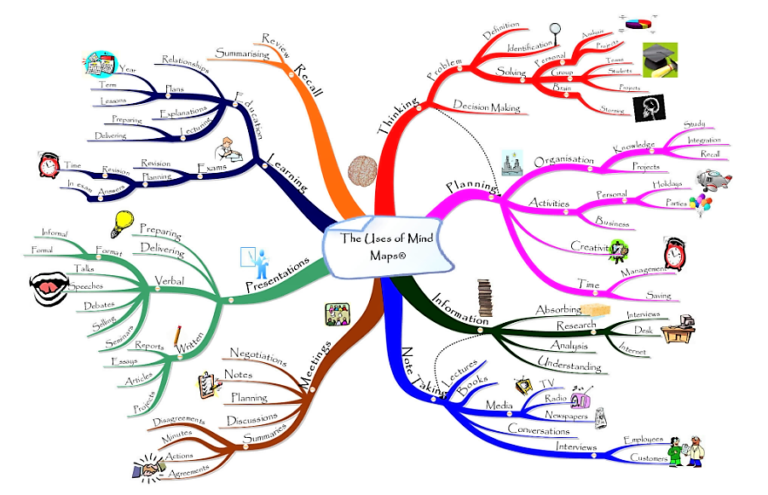 The Uses of Mind
Maps®
Recall
Review
Summarising
Thinking
Problem
Definition
Identification
Solving
Personal
Analysis
Projects
Group
Teams
Students
Brain
Projects
Storming
Decision Making
Planning
Organisation
Knowledge
Study
Integration
Recall
Projects
Activities
Personal
Holidays
Parties
Business
Creativity
Time
Management
Saving
Information
Absorbing
Research
Interviews
Desk
Internet
Analysis
Understanding
Note Taking
Lectures
Books
Media
TV
Radio
Newspapers
Conversations
Interviews
Employees
Customers
Meetings
Negotiations
Notes
Planning
Discussions
Summaries
Disagreements
Minutes
Actions
Agreements
Presentations
Preparing
Delivering
Verbal
Format
Informal
Formal
Talks
Speeches
Debates
Selling
Seminars
Written
Reports
Essays
Articles
Projects
Learning
Education
Relationships
Plans
Year
Term
Lessons
Explanations
Lecturing
Preparing
Delivering
Exams
Revision
Planning
Revision
Time
Answers
In exam